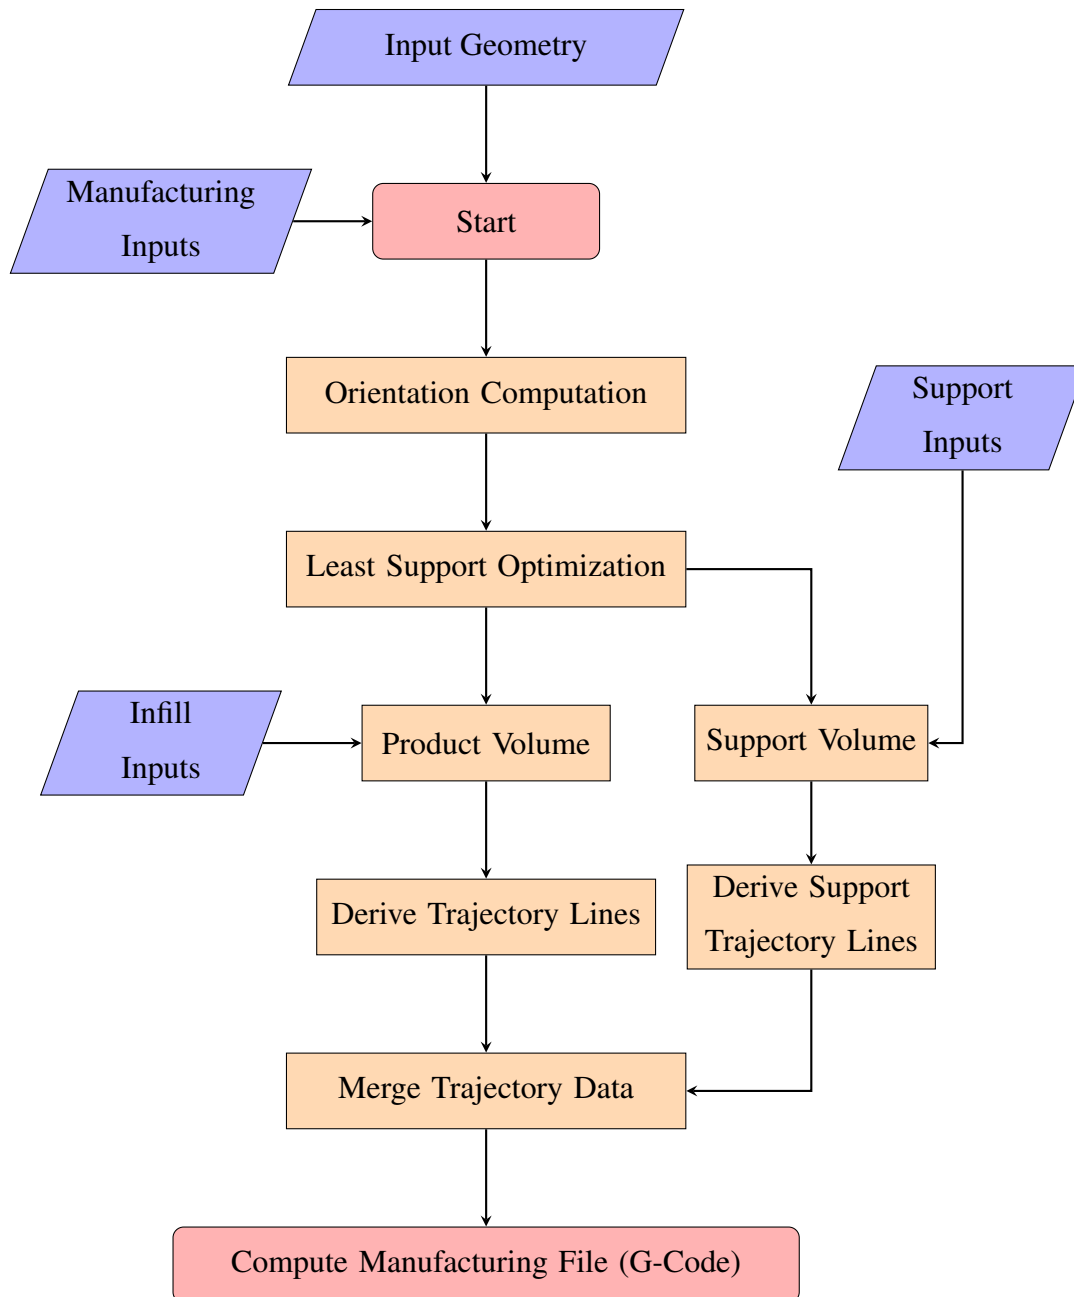 Input Geometry
Manufacturing
Inputs
Start
Orientation Computation
Support
Inputs
Least Support Optimization
Infill
Inputs
Product Volume
Support Volume
Derive Trajectory Lines
Derive Support
Trajectory Lines
Merge Trajectory Data
Compute Manufacturing File (G-Code)